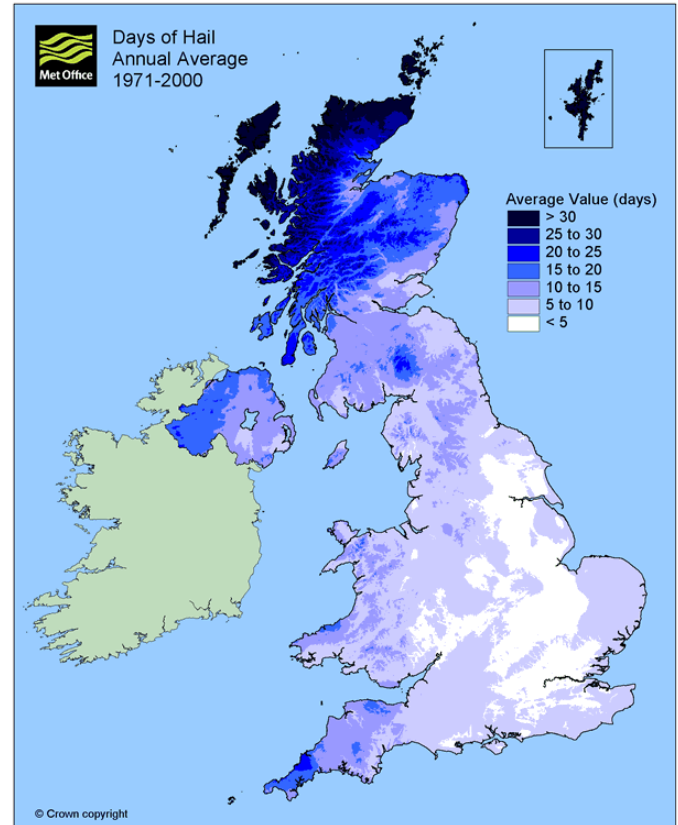 Met Office
Days of Hail
Annual Average
1971-2000
Average Value (days)
> 30
25 to 30
20 to 25
15 to 20
10 to 15
5 to 10
< 5
© Crown copyright